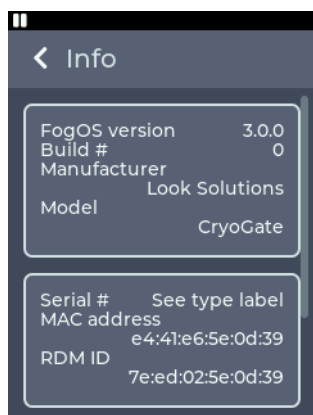 Info
FogOS version 3.0.0
Build # 0
Manufacturer
Look Solutions
Model
CryoGate
Serial # See type label
MAC address
e4:41:e6:5e:0d:39
RDM ID
7e:ed:02:5e:0d:39